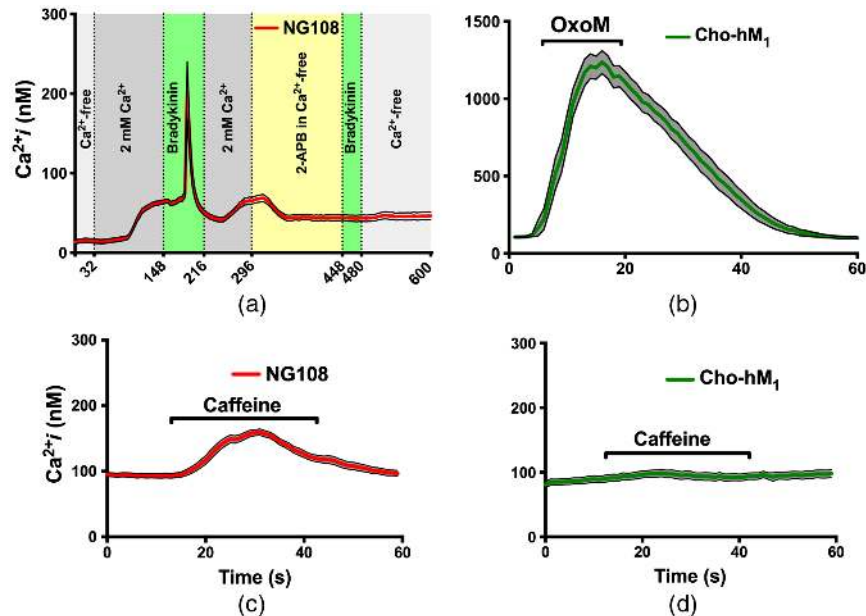 300
200
100
50
0
Ca²⁺i (nM)
Ca²⁺-free
2 mM Ca²⁺
Bradykinin
2 mM Ca²⁺
2-APB in Ca²⁺-free
Bradykinin
Ca²⁺-free
NG108
32
148
216
296
448
480
600
(a)
1500
1000
500
0
OxoM
Cho-hM₁
0 20 40 60
(b)
300
200
100
0
Ca²⁺i (nM)
NG108
Caffeine
0 20 40 60
Time (s)
(c)
300
200
100
0
Cho-hM₁
Caffeine
0 20 40 60
Time (s)
(d)